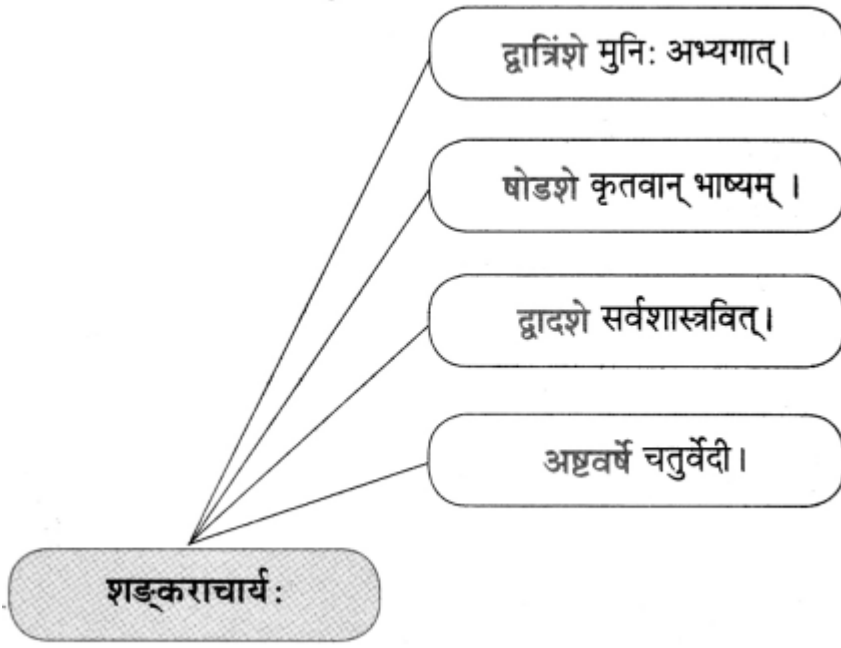 द्वात्रिंशे मुनिः अभ्यगात्।
षोडशे कृतवान् भाष्यम् ।
द्वादशे सर्वशास्त्रवित्।
अष्टवर्षे चतुर्वेदी।
शङ्कराचार्यः